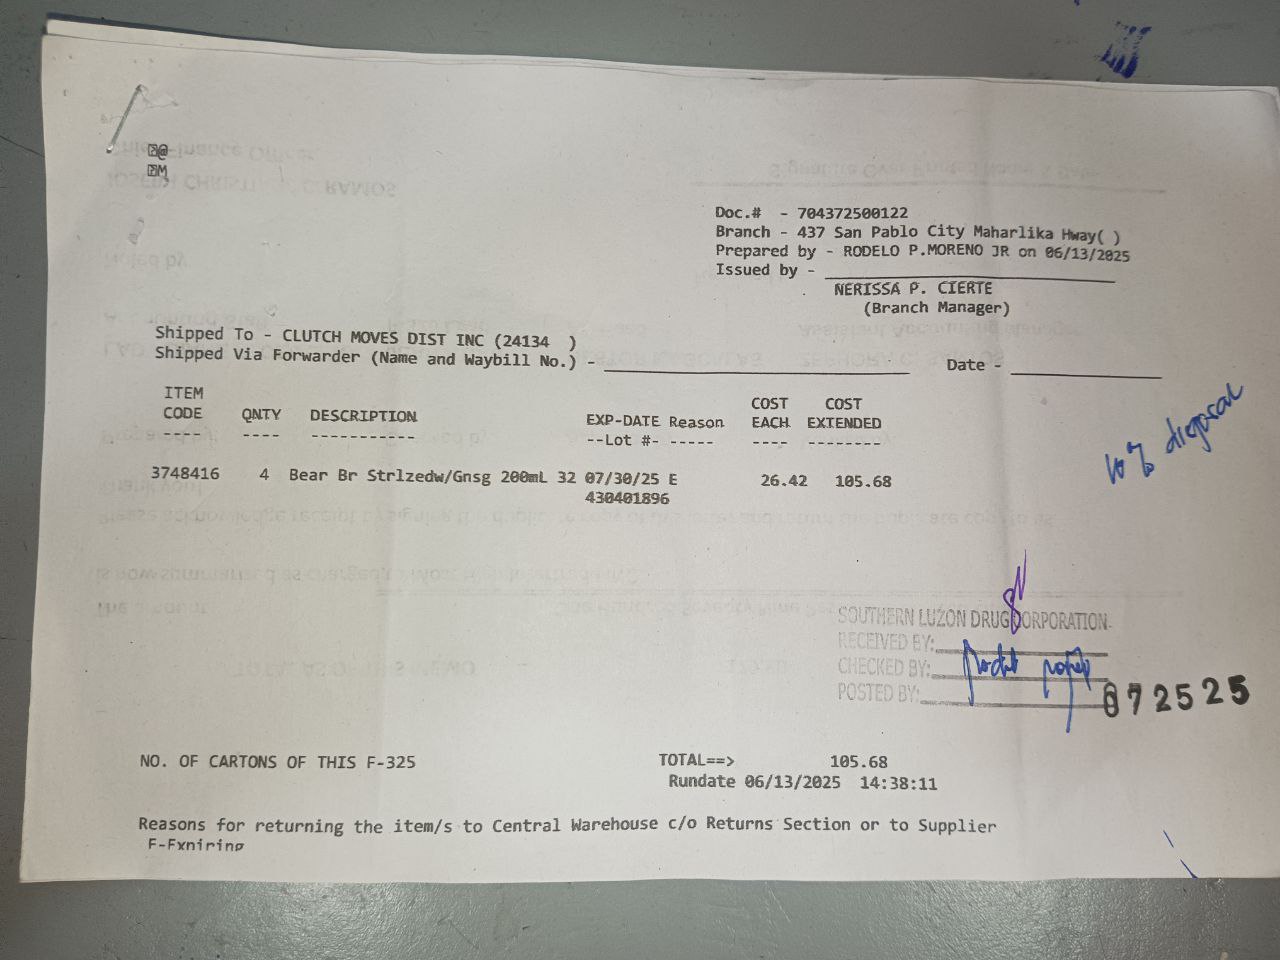 @
M
Doc.# - 704372500122
Branch - 437 San Pablo City Maharlika Hway( )
Prepared by - RODELO P.MORENO JR on 06/13/2025
Issued by -
NERISSA P. CIERTE
(Branch Manager)
Shipped To - CLUTCH MOVES DIST INC (24134 )
Shipped Via Forwarder (Name and Waybill No.) - Date -
ITEM CODE QNTY DESCRIPTION EXP-DATE Reason COST EACH COST EXTENDED
---- ---- ----------- --Lot #- ----- ---- --------
3748416 4 Bear Br Strlzedw/Gnsg 200mL 32 07/30/25 E 26.42 105.68
430401896
10% disposal
SOUTHERN LUZON DRUG CORPORATION
RECEIVED BY:
CHECKED BY:
POSTED BY:
072525
NO. OF CARTONS OF THIS F-325 TOTAL==> 105.68
Rundate 06/13/2025 14:38:11
Reasons for returning the item/s to Central Warehouse c/o Returns Section or to Supplier